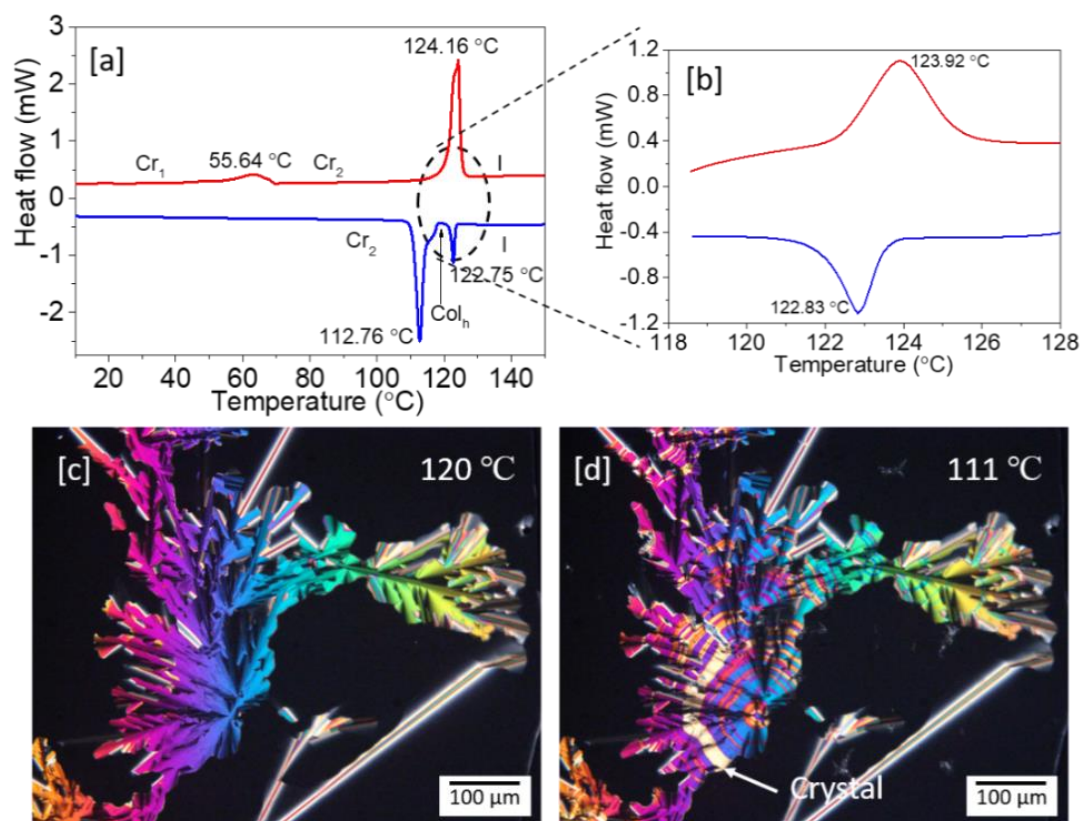 [a]
124.16 °C
Cr1
55.64 °C
Cr2
I
Cr2
I
122.75 °C
Colh
112.76 °C
3
2
1
0
-1
-2
Heat flow (mW)
20 40 60 80 100 120 140
Temperature (°C)
[b]
123.92 °C
122.83 °C
1.2
0.8
0.4
0.0
-0.4
-0.8
-1.2
Heat flow (mW)
118 120 122 124 126 128
Temperature (°C)
[c]
120 °C
100 µm
[d]
111 °C
Crystal
100 µm